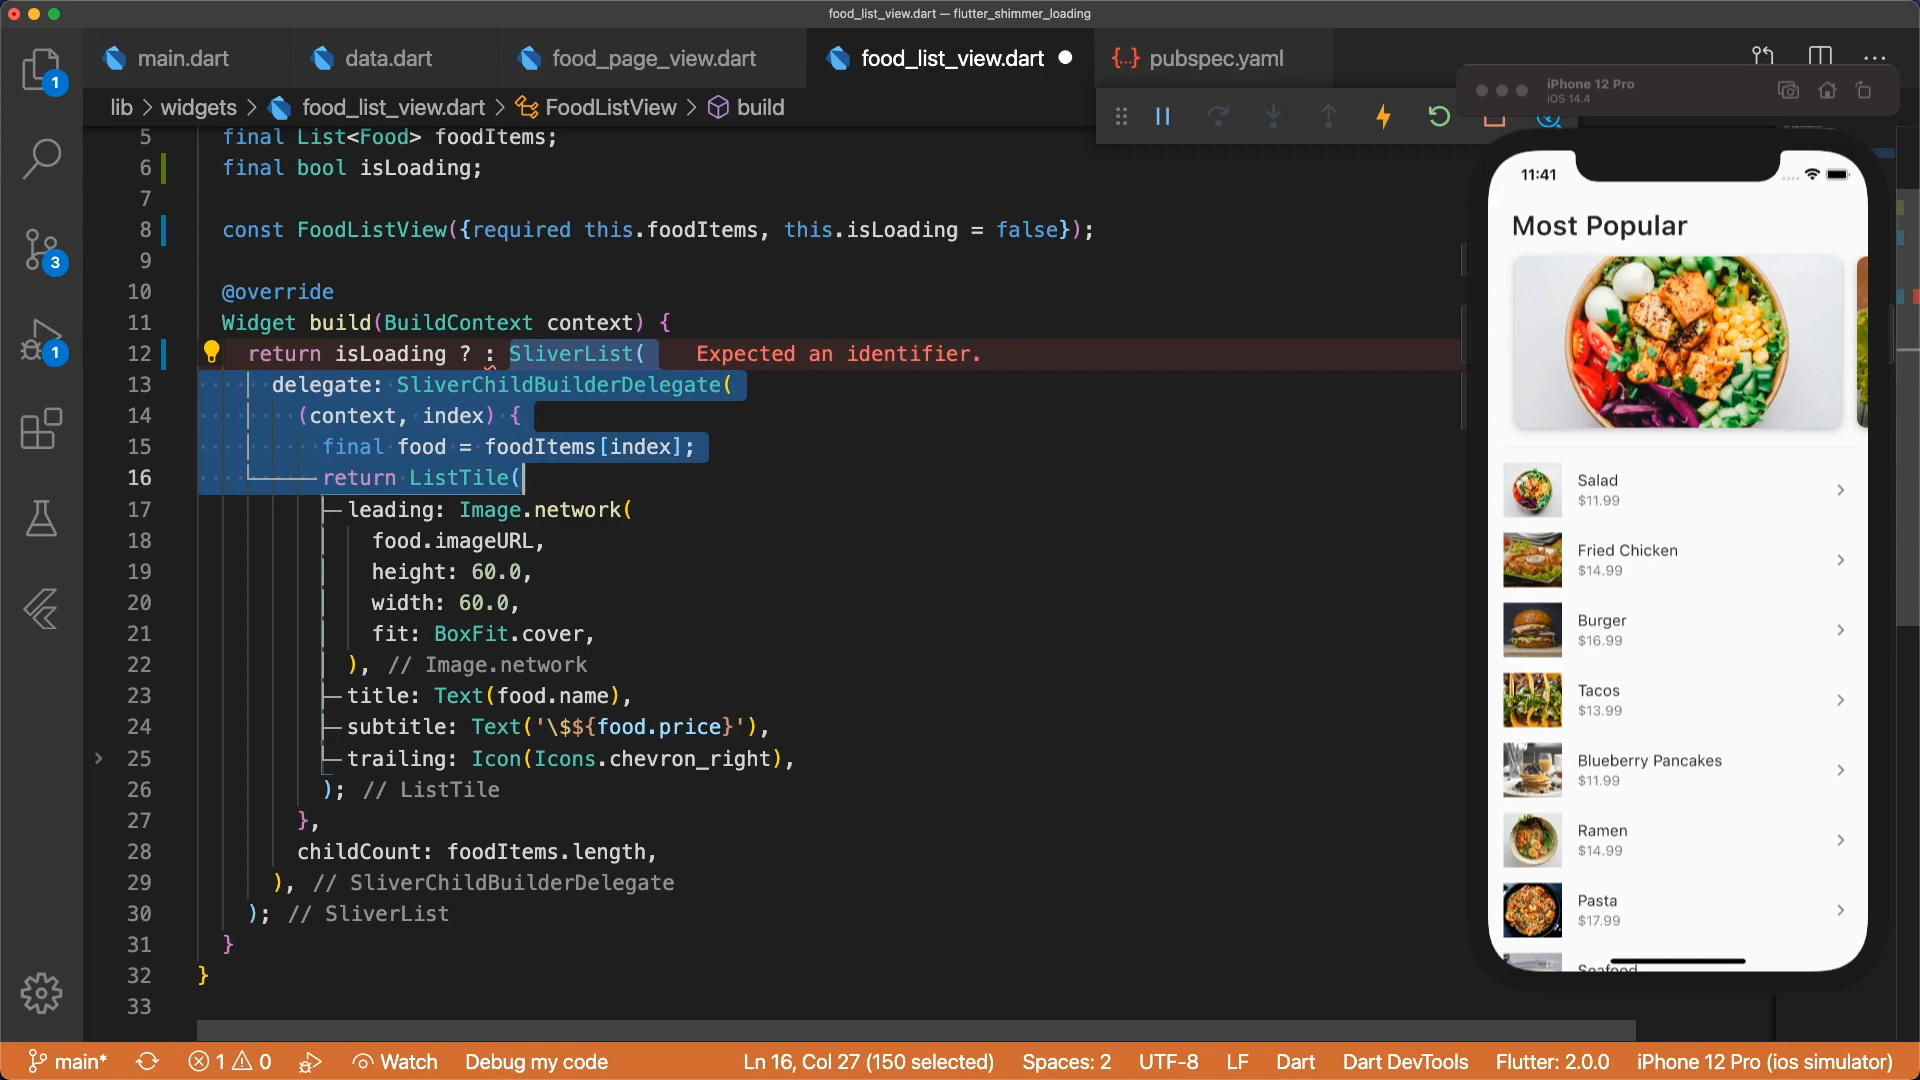 food_list_view.dart — flutter_shimmer_loading
main.dart
data.dart
food_page_view.dart
food_list_view.dart
{..} pubspec.yaml
iPhone 12 Pro
iOS 14.4
lib > widgets > food_list_view.dart > FoodListView > build
5 final List<Food> foodItems;
6 final bool isLoading;
7
8 const FoodListView({required this.foodItems, this.isLoading = false});
9
10 @override
11 Widget build(BuildContext context) {
12 return isLoading ? : SliverList( Expected an identifier.
13 delegate: SliverChildBuilderDelegate(
14 (context, index) {
15 final food = foodItems[index];
16 return ListTile(
17 leading: Image.network(
18 food.imageURL,
19 height: 60.0,
20 width: 60.0,
21 fit: BoxFit.cover,
22 ), // Image.network
23 title: Text(food.name),
24 subtitle: Text('\$${food.price}'),
25 trailing: Icon(Icons.chevron_right),
26 ); // ListTile
27 },
28 childCount: foodItems.length,
29 ), // SliverChildBuilderDelegate
30 ); // SliverList
31 }
32 }
33
1
3
1
11:41
Most Popular
Salad
$11.99
Fried Chicken
$14.99
Burger
$16.99
Tacos
$13.99
Blueberry Pancakes
$11.99
Ramen
$14.99
Pasta
$17.99
Seafood
main* 1 0 Watch Debug my code Ln 16, Col 27 (150 selected) Spaces: 2 UTF-8 LF Dart Dart DevTools Flutter: 2.0.0 iPhone 12 Pro (ios simulator)